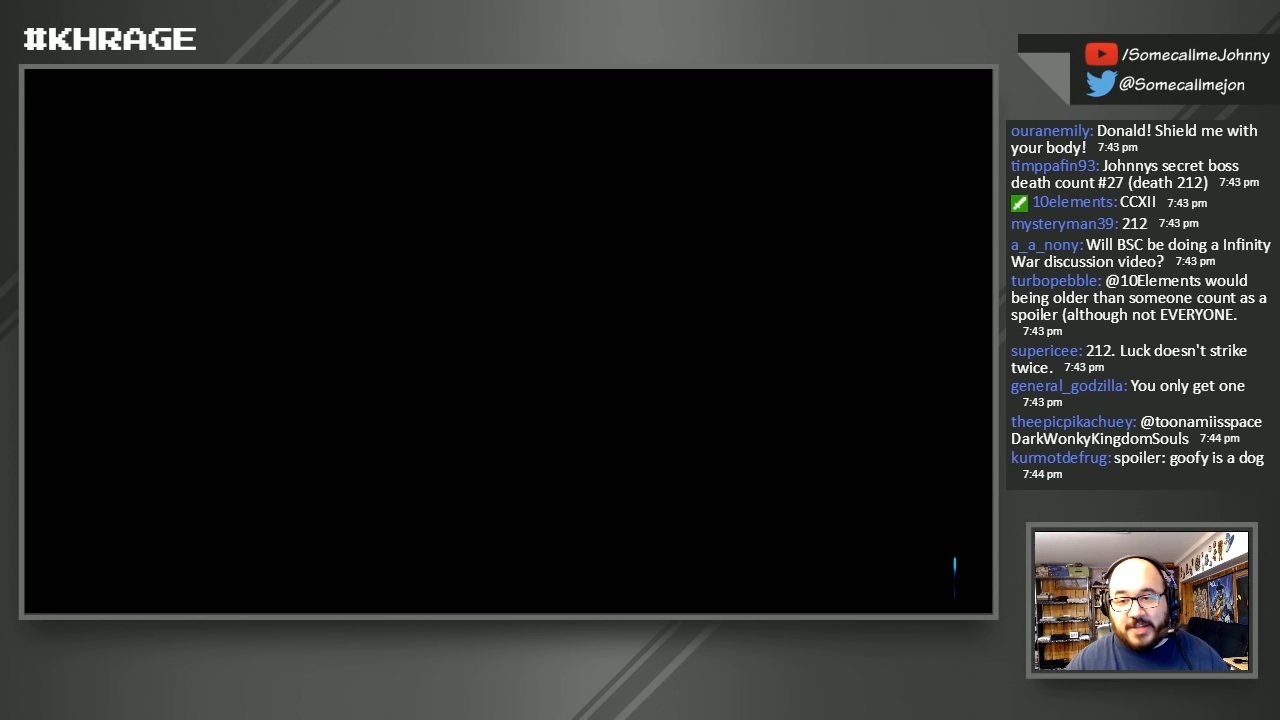 #KHRAGE
/SomecallmeJohnny
@Somecallmejon
ouranemily: Donald! Shield me with
your body! 7:43 pm
timppafin93: Johnnys secret boss
death count #27 (death 212) 7:43 pm
10elements: CCXII 7:43 pm
mysteryman39: 212 7:43 pm
a_a_nony: Will BSC be doing a Infinity
War discussion video? 7:43 pm
turbopebble: @10Elements would
being older than someone count as a
spoiler (although not EVERYONE.
7:43 pm
supericee: 212. Luck doesn't strike
twice. 7:43 pm
general_godzilla: You only get one
7:43 pm
theepicpikachuey: @toonamiisspace
DarkWonkyKingdomSouls 7:44 pm
kurmotdefrug: spoiler: goofy is a dog
7:44 pm